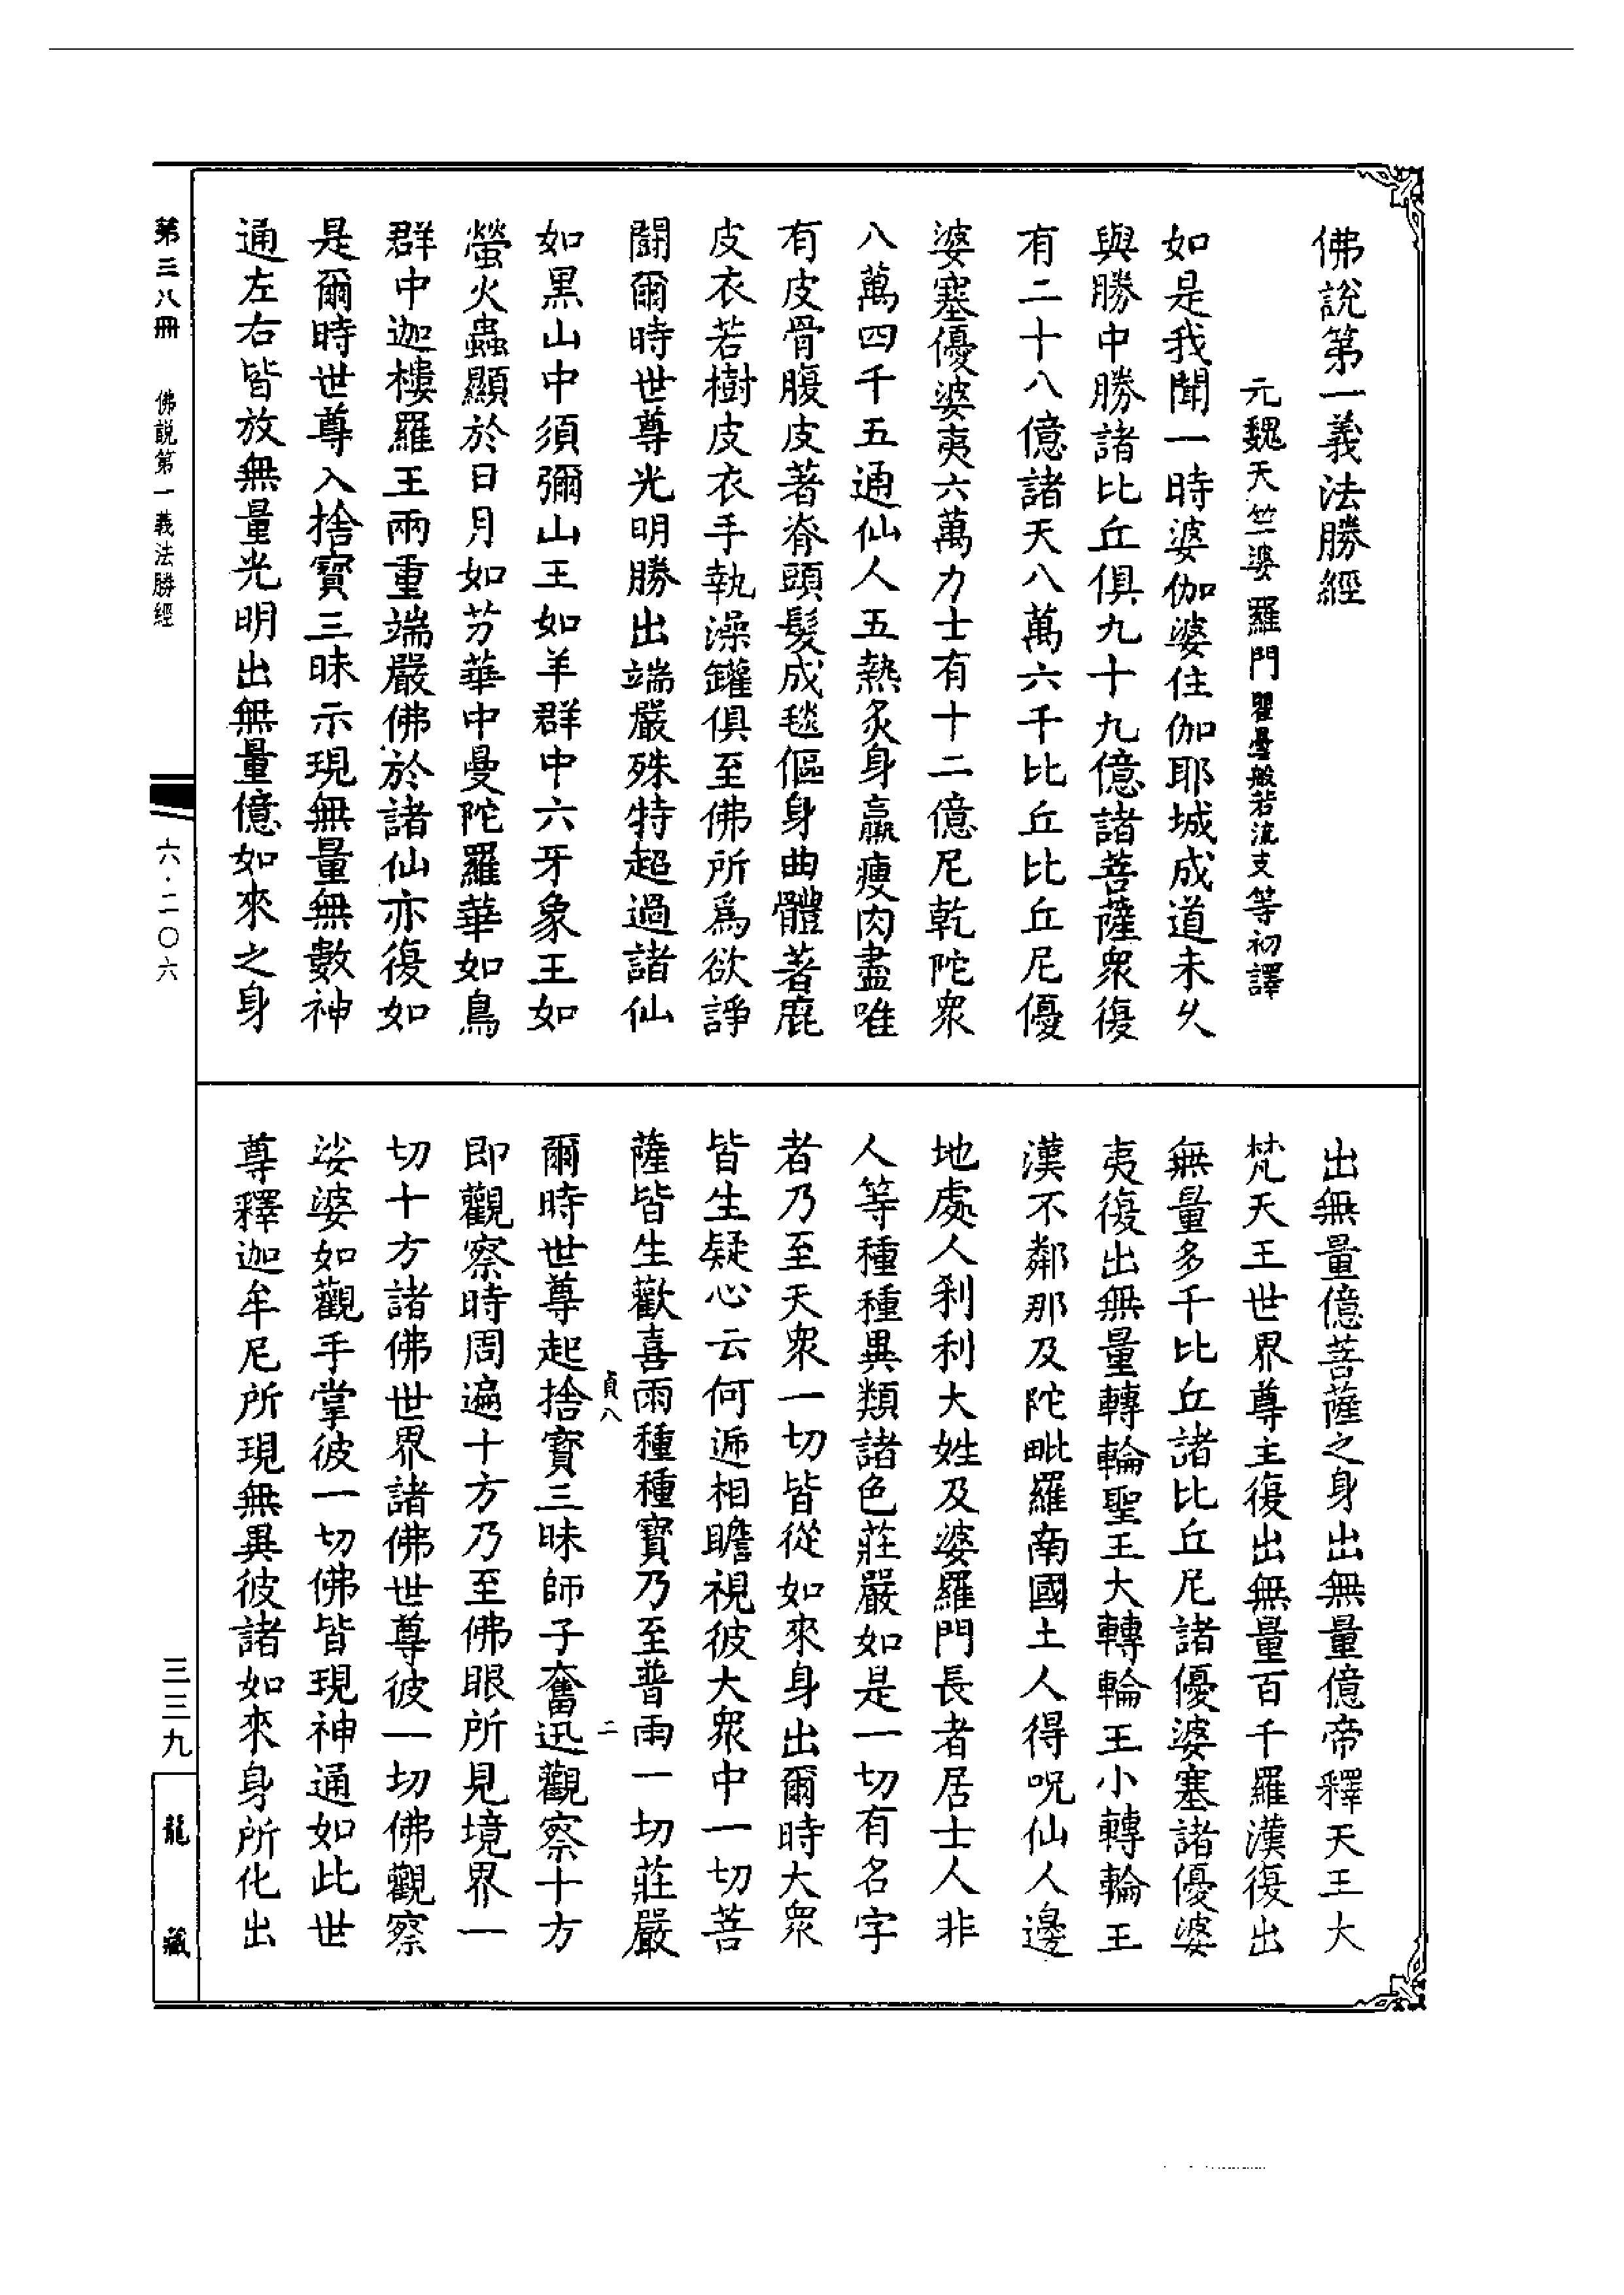 佛說第一義法勝經
元魏天竺婆羅門瞿曇般若流支等初譯
如是我聞一時婆伽婆住伽耶城成道未久
與勝中勝諸比丘俱九十九億諸菩薩衆復
有二十八億諸天八萬六千比丘比丘尼優
婆塞優婆夷六萬力士有十二億尼乾陀衆
八萬四千五通仙人五熱炙身羸瘦肉盡唯
有皮骨腹皮著脊頭髮成毯傴身曲體著鹿
皮衣若樹皮衣手執澡罐俱至佛所爲欲諍
鬪爾時世尊光明勝出端嚴殊特超過諸仙
如黑山中須彌山王如羊群中六牙象王如
螢火蟲顯於日月如芳華中曼陀羅華如鳥
群中迦樓羅王兩重端嚴佛於諸仙亦復如
是爾時世尊入捨寶三昧示現無量無數神
通左右皆放無量光明出無量億如來之身
出無量億菩薩之身出無量億帝釋天王大
梵天王世界尊主復出無量百千羅漢復出
無量多千比丘諸比丘尼諸優婆塞諸優婆
夷復出無量轉輪聖王大轉輪王小轉輪王
漢不鄰那及陀毗羅南國土人得呪仙人邊
地處人刹利大姓及婆羅門長者居士人非
人等種種異類諸色莊嚴如是一切有名字
者乃至天衆一切皆從如來身出爾時大衆
皆生疑心云何遞相瞻視彼大衆中一切菩
薩皆生歡喜雨種種寶乃至普雨一切莊嚴
貞八 二
爾時世尊起捨寶三昧師子奮迅觀察十方
即觀察時周遍十方乃至佛眼所見境界一
切十方諸佛世界諸佛世尊彼一切佛觀察
娑婆如觀手掌彼一切佛皆現神通如此世
尊釋迦牟尼所現無異彼諸如來身所化出
第三八冊 佛說第一義法勝經
六·二〇六
三三九
龍藏